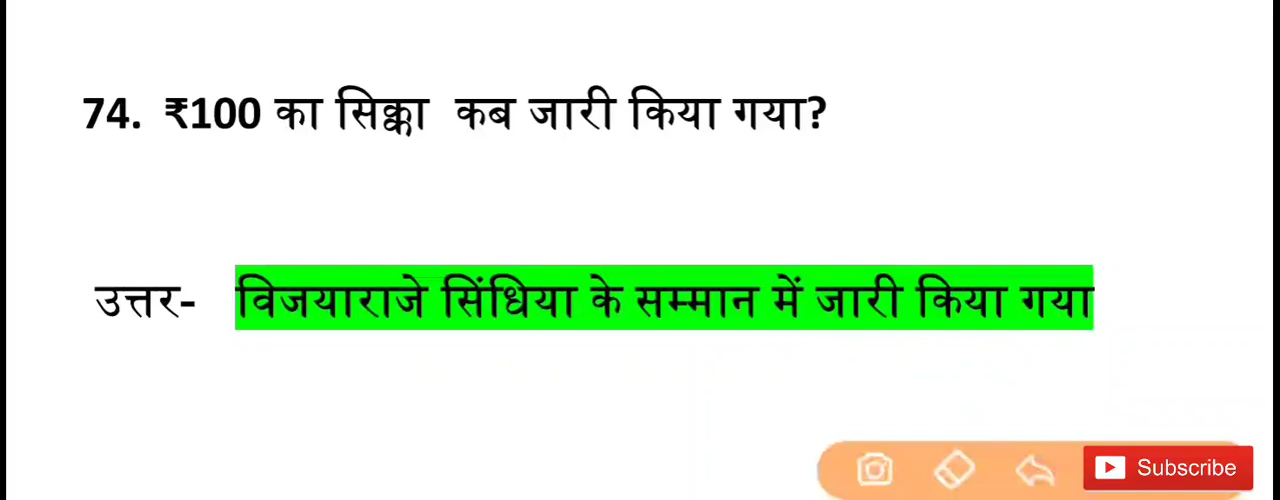 74. ₹100 का सिक्का कब जारी किया गया?
उत्तर- विजयाराजे सिंधिया के सम्मान में जारी किया गया
Subscribe